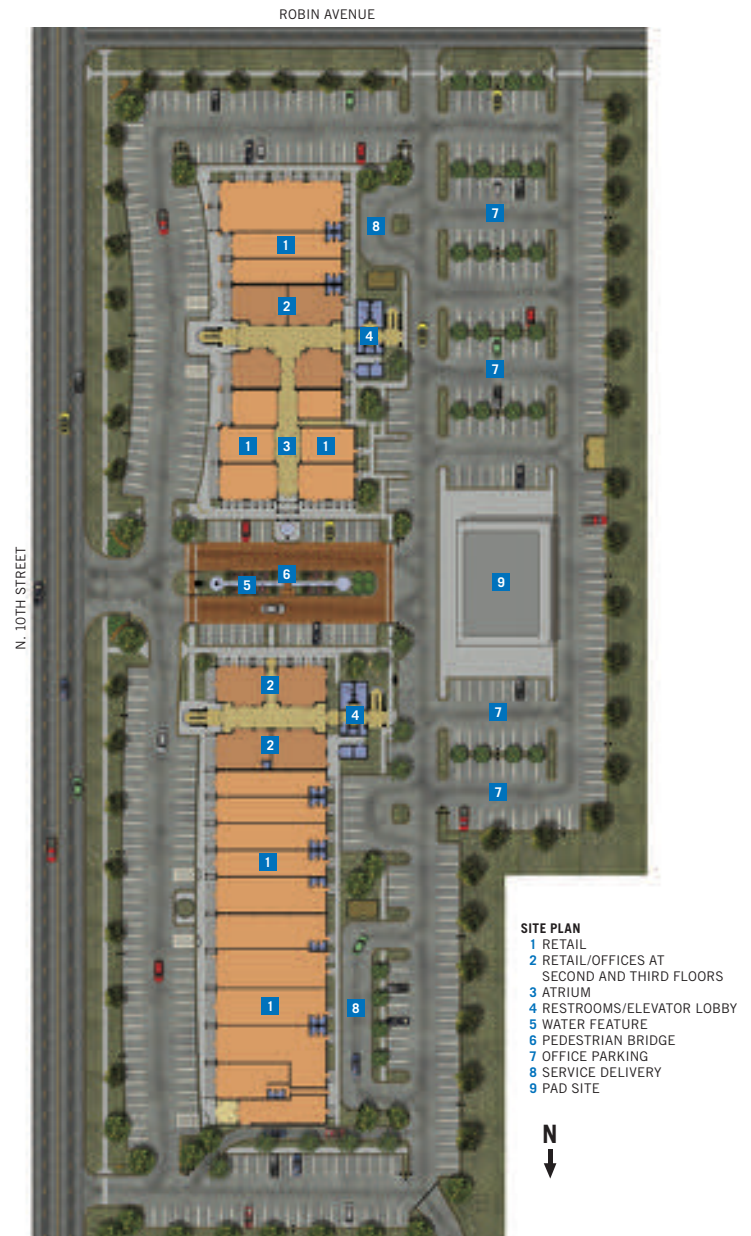 ROBIN AVENUE
1
8
7
2
4
7
1
3
1
N. 10TH STREET
6
5
9
2
4
7
2
7
1
1
8
SITE PLAN
1 RETAIL
2 RETAIL/OFFICES AT
SECOND AND THIRD FLOORS
3 ATRIUM
4 RESTROOMS/ELEVATOR LOBBY
5 WATER FEATURE
6 PEDESTRIAN BRIDGE
7 OFFICE PARKING
8 SERVICE DELIVERY
9 PAD SITE
N